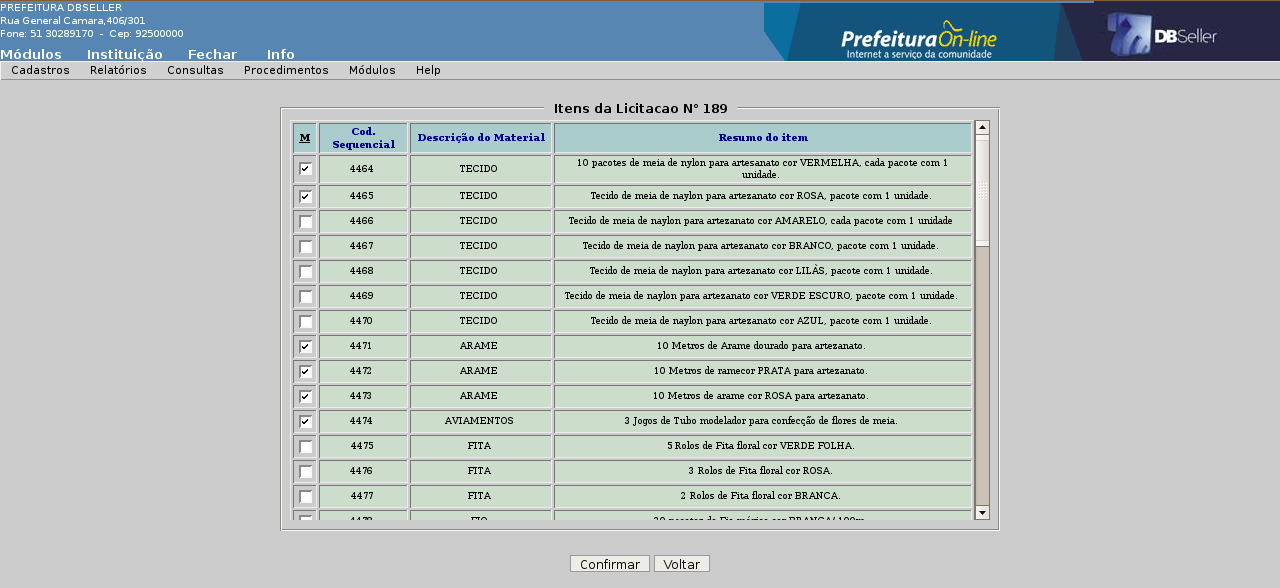 PREFEITURA DBSELLER
Rua General Camara,406/301
Fone: 51 30289170 - Cep: 92500000
Módulos Instituição Fechar Info
PrefeituraOn-line
Internet a serviço da comunidade
DBSeller
Cadastros Relatórios Consultas Procedimentos Módulos Help
Itens da Licitacao N° 189
M Cod. Sequencial Descrição do Material Resumo do item
4464 TECIDO 10 pacotes de meia de nylon para artesanato cor VERMELHA, cada pacote com 1
unidade.
4465 TECIDO Tecido de meia de naylon para artezanato cor ROSA, pacote com 1 unidade.
4466 TECIDO Tecido de meia de naylon para artezanato cor AMARELO, cada pacote com 1 unidade
4467 TECIDO Tecido de meia de naylon para artezanato cor BRANCO, pacote com 1 unidade.
4468 TECIDO Tecido de meia de naylon para artezanato cor LILÀS, pacote com 1 unidade.
4469 TECIDO Tecido de meia de naylon para artezanato cor VERDE ESCURO, pacote com 1 unidade.
4470 TECIDO Tecido de meia de naylon para artezanato cor AZUL, pacote com 1 unidade.
4471 ARAME 10 Metros de Arame dourado para artezanato.
4472 ARAME 10 Metros de ramecor PRATA para artezanato.
4473 ARAME 10 Metros de arame cor ROSA para artezanato.
4474 AVIAMENTOS 3 Jogos de Tubo modelador para confecção de flores de meia.
4475 FITA 5 Rolos de Fita floral cor VERDE FOLHA.
4476 FITA 3 Rolos de Fita floral cor ROSA.
4477 FITA 2 Rolos de Fita floral cor BRANCA.
4478 FIO
Confirmar Voltar